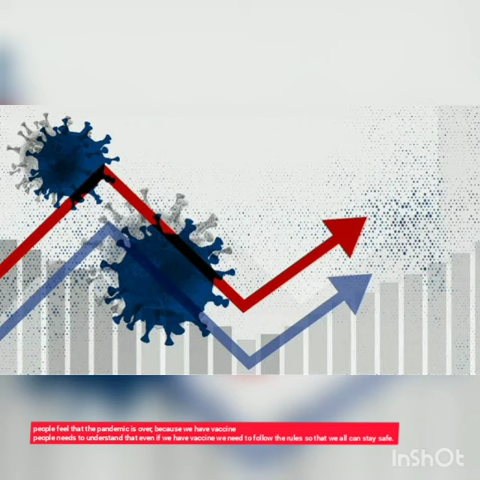 people feel that the pandemic is over, because we have vaccine
people needs to understand that even if we have vaccine we need to follow the rules so that we all can stay safe.
InShOt